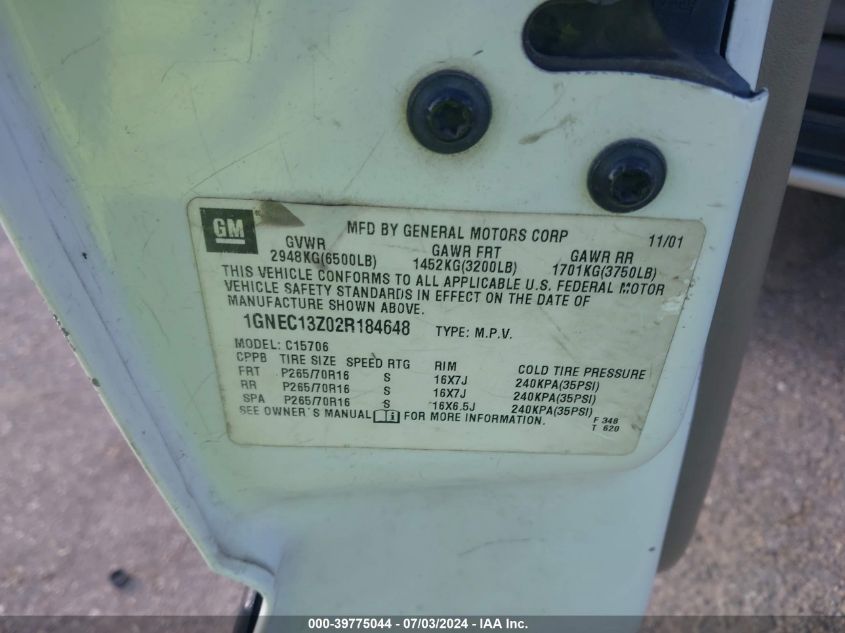 GM
MFD BY GENERAL MOTORS CORP 11/01
GVWR GAWR FRT GAWR RR
2948KG(6500LB) 1452KG(3200LB) 1701KG(3750LB)
THIS VEHICLE CONFORMS TO ALL APPLICABLE U.S. FEDERAL MOTOR
VEHICLE SAFETY STANDARDS IN EFFECT ON THE DATE OF
MANUFACTURE SHOWN ABOVE.
1GNEC13Z02R184648 TYPE: M.P.V.
MODEL: C15706
CPPB TIRE SIZE SPEED RTG RIM COLD TIRE PRESSURE
FRT P265/70R16 S 16X7J 240KPA(35PSI)
RR P265/70R16 S 16X7J 240KPA(35PSI)
SPA P265/70R16 S 16X6.5J 240KPA(35PSI)
SEE OWNER'S MANUAL FOR MORE INFORMATION.
F 348
T 620
000-39775044 / 07/03/2024 - IAA Inc.